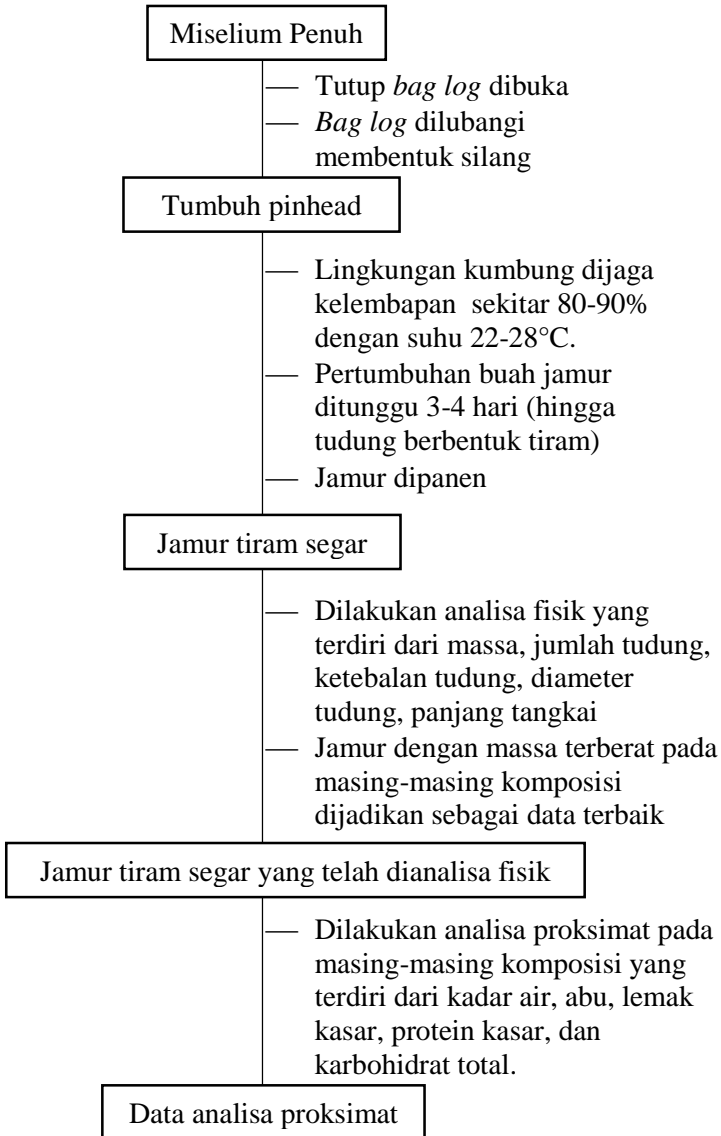 Miselium Penuh
Tutup bag log dibuka
Bag log dilubangi
membentuk silang
Tumbuh pinhead
Lingkungan kumbung dijaga
kelembapan  sekitar 80-90%
dengan suhu 22-28°C.
Pertumbuhan buah jamur
ditunggu 3-4 hari (hingga
tudung berbentuk tiram)
Jamur dipanen
Jamur tiram segar
Dilakukan analisa fisik yang
terdiri dari massa, jumlah tudung,
ketebalan tudung, diameter
tudung, panjang tangkai
Jamur dengan massa terberat pada
masing-masing komposisi
dijadikan sebagai data terbaik
Jamur tiram segar yang telah dianalisa fisik
Dilakukan analisa proksimat pada
masing-masing komposisi yang
terdiri dari kadar air, abu, lemak
kasar, protein kasar, dan
karbohidrat total.
Data analisa proksimat